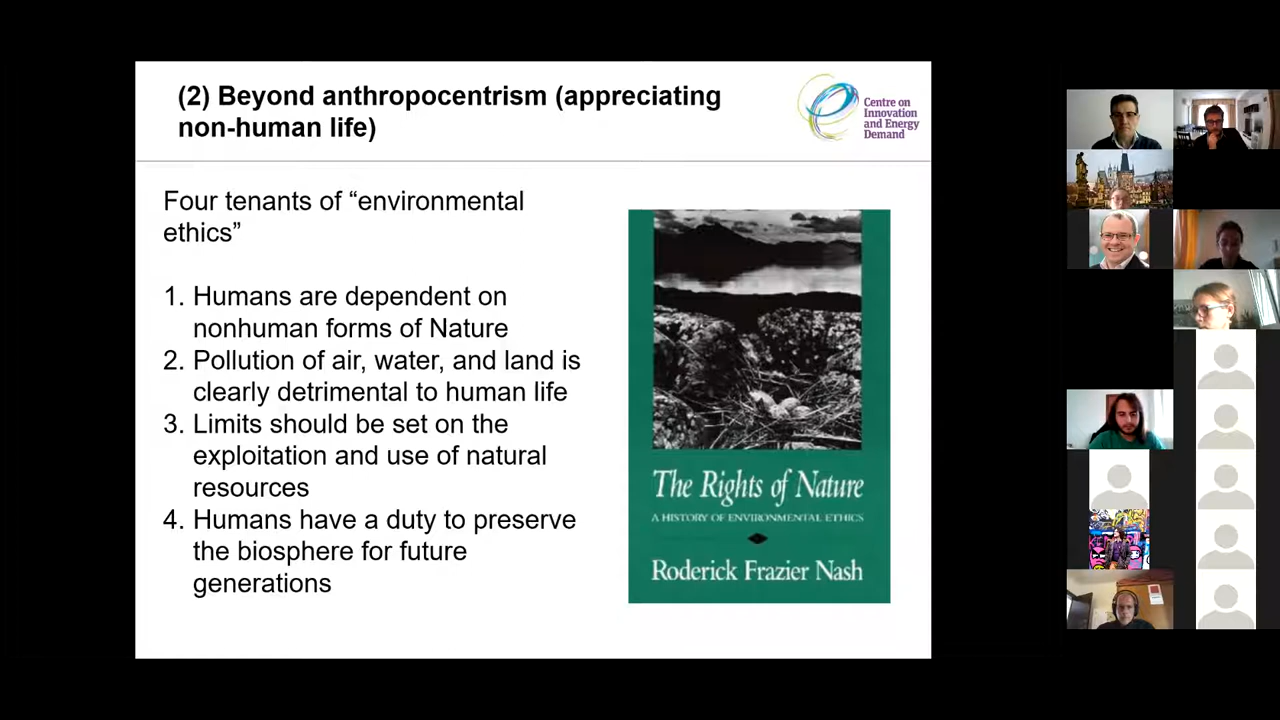 (2) Beyond anthropocentrism (appreciating
non-human life)
Centre on
Innovation
and Energy
Demand
Four tenants of “environmental
ethics”
1. Humans are dependent on
nonhuman forms of Nature
2. Pollution of air, water, and land is
clearly detrimental to human life
3. Limits should be set on the
exploitation and use of natural
resources
4. Humans have a duty to preserve
the biosphere for future
generations
The Rights of Nature
A HISTORY OF ENVIRONMENTAL ETHICS
Roderick Frazier Nash